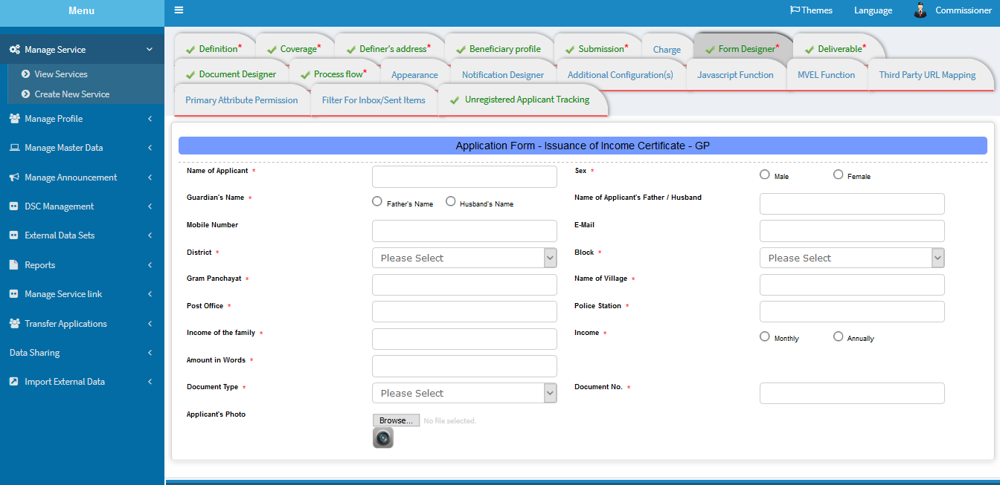 Menu
Themes Language Commissioner
Manage Service
View Services
Create New Service
Manage Profile
Manage Master Data
Manage Announcement
DSC Management
External Data Sets
Reports
Manage Service link
Transfer Applications
Data Sharing
Import External Data
Definition* Coverage* Definer's address* Beneficiary profile Submission* Charge Form Designer* Deliverable*
Document Designer Process flow* Appearance Notification Designer Additional Configuration(s) Javascript Function MVEL Function Third Party URL Mapping
Primary Attribute Permission Filter For Inbox/Sent Items Unregistered Applicant Tracking
Application Form - Issuance of Income Certificate - GP
Name of Applicant * Sex * Male Female
Guardian's Name * Father's Name Husband's Name Name of Applicant's Father / Husband
Mobile Number E-Mail
District * Please Select Block * Please Select
Gram Panchayat * Name of Village *
Post Office * Police Station *
Income of the family * Income * Monthly Annually
Amount in Words *
Document Type * Please Select Document No. *
Applicant's Photo Browse... No file selected.